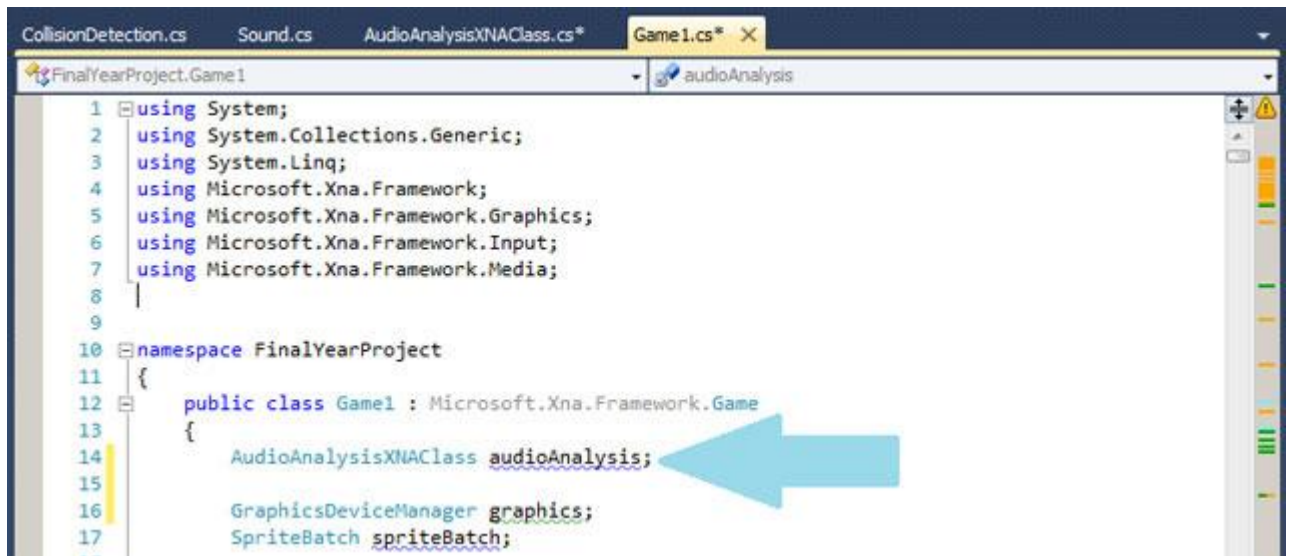 CollisionDetection.cs Sound.cs AudioAnalysisXNAClass.cs* Game1.cs*
FinalYearProject.Game1 audioAnalysis
1 using System;
2 using System.Collections.Generic;
3 using System.Linq;
4 using Microsoft.Xna.Framework;
5 using Microsoft.Xna.Framework.Graphics;
6 using Microsoft.Xna.Framework.Input;
7 using Microsoft.Xna.Framework.Media;
8
9
10 namespace FinalYearProject
11 {
12 public class Game1 : Microsoft.Xna.Framework.Game
13 {
14 AudioAnalysisXNAClass audioAnalysis;
15
16 GraphicsDeviceManager graphics;
17 SpriteBatch spriteBatch;